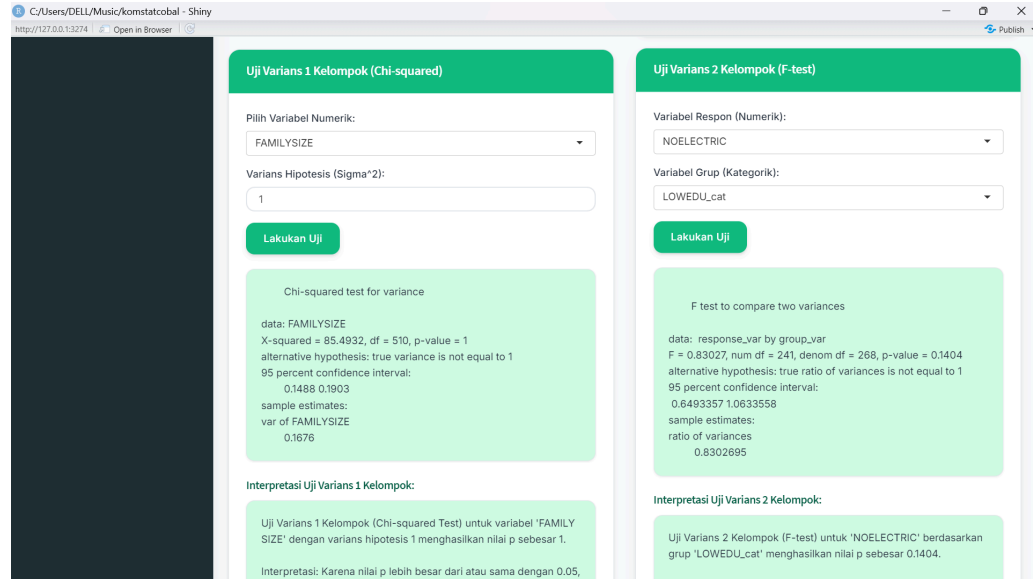 C:/Users/DELL/Music/komstatcobal - Shiny
http://127.0.0.1:3274
Open in Browser
Publish
Uji Varians 1 Kelompok (Chi-squared)
Pilih Variabel Numerik:
FAMILYSIZE
Varians Hipotesis (Sigma^2):
1
Lakukan Uji
Chi-squared test for variance
data: FAMILYSIZE
X-squared = 85.4932, df = 510, p-value = 1
alternative hypothesis: true variance is not equal to 1
95 percent confidence interval:
0.1488 0.1903
sample estimates:
var of FAMILYSIZE
0.1676
Interpretasi Uji Varians 1 Kelompok:
Uji Varians 1 Kelompok (Chi-squared Test) untuk variabel 'FAMILY
SIZE' dengan varians hipotesis 1 menghasilkan nilai p sebesar 1.
Interpretasi: Karena nilai p lebih besar dari atau sama dengan 0.05,
Uji Varians 2 Kelompok (F-test)
Variabel Respon (Numerik):
NOELECTRIC
Variabel Grup (Kategorik):
LOWEDU_cat
Lakukan Uji
F test to compare two variances
data: response_var by group_var
F = 0.83027, num df = 241, denom df = 268, p-value = 0.1404
alternative hypothesis: true ratio of variances is not equal to 1
95 percent confidence interval:
0.6493357 1.0633558
sample estimates:
ratio of variances
0.8302695
Interpretasi Uji Varians 2 Kelompok:
Uji Varians 2 Kelompok (F-test) untuk 'NOELECTRIC' berdasarkan
grup 'LOWEDU_cat' menghasilkan nilai p sebesar 0.1404.